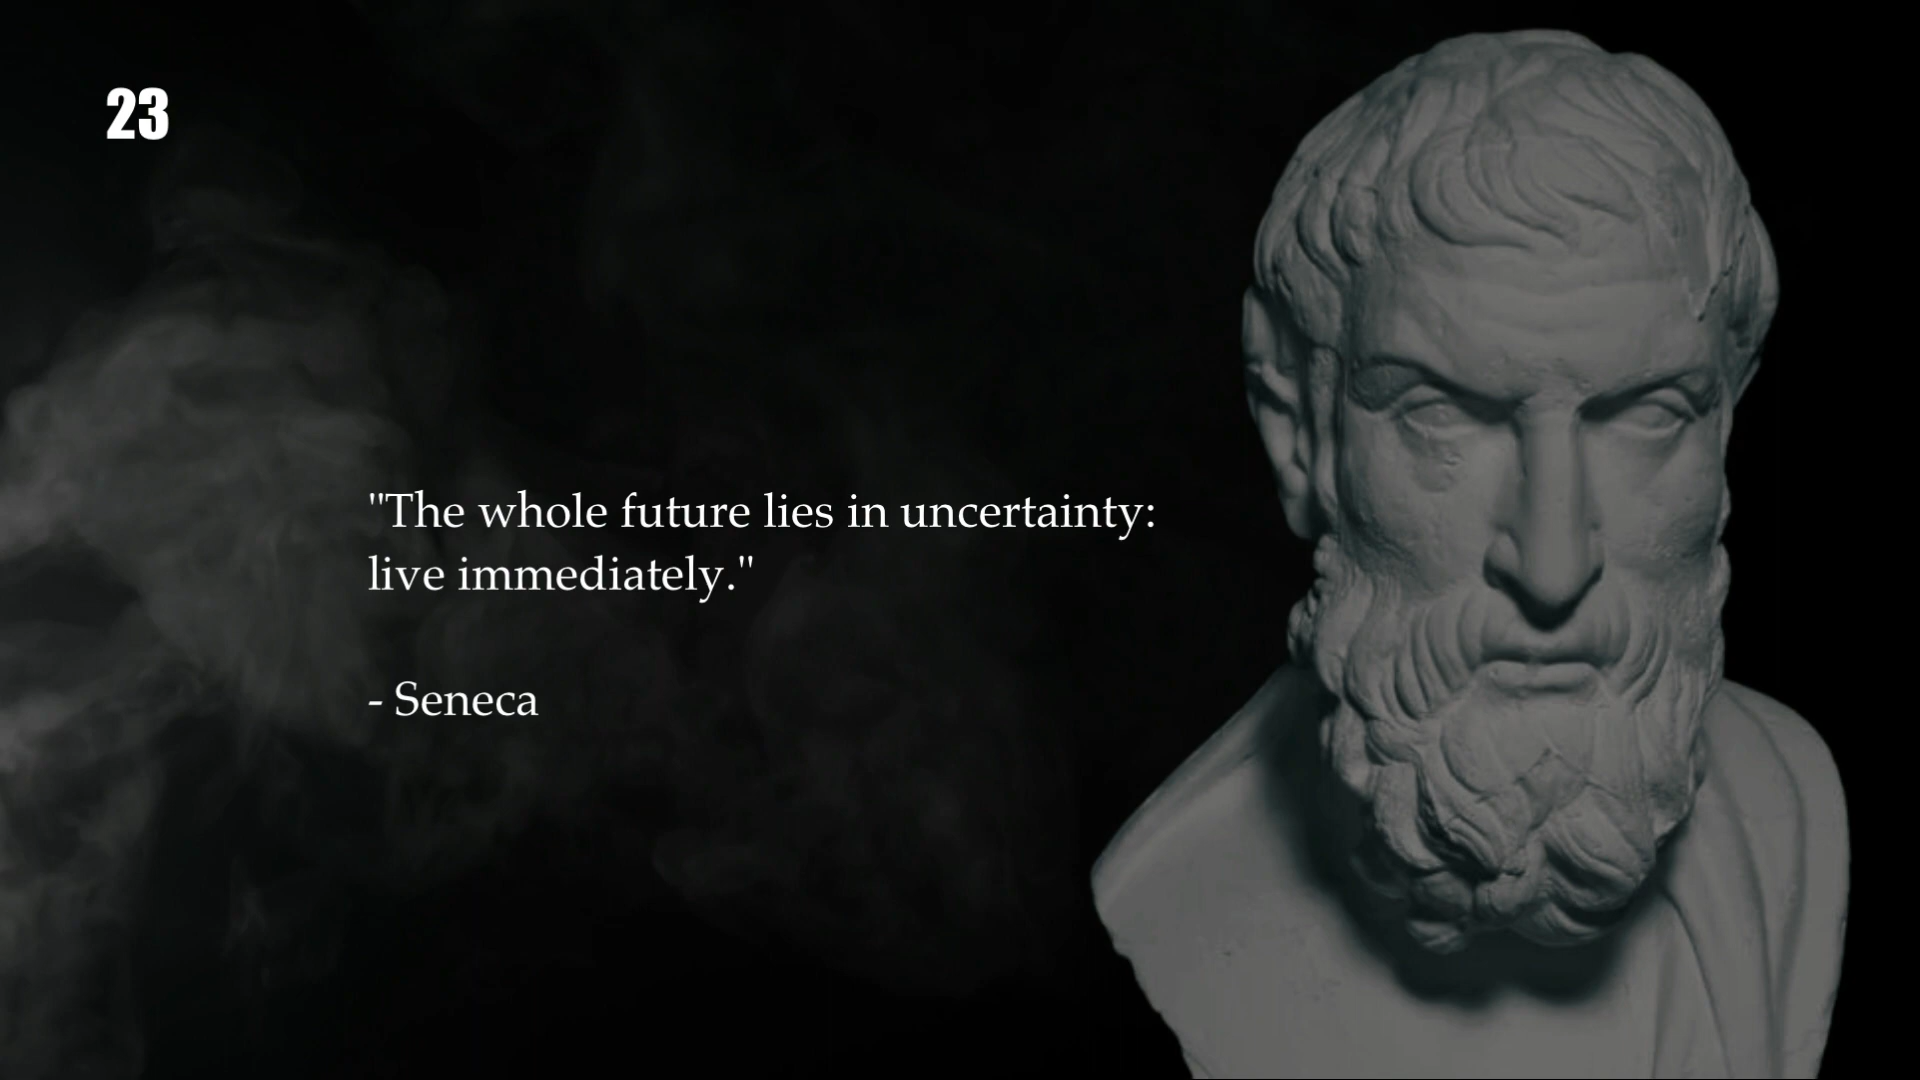 23
"The whole future lies in uncertainty:
live immediately."
- Seneca